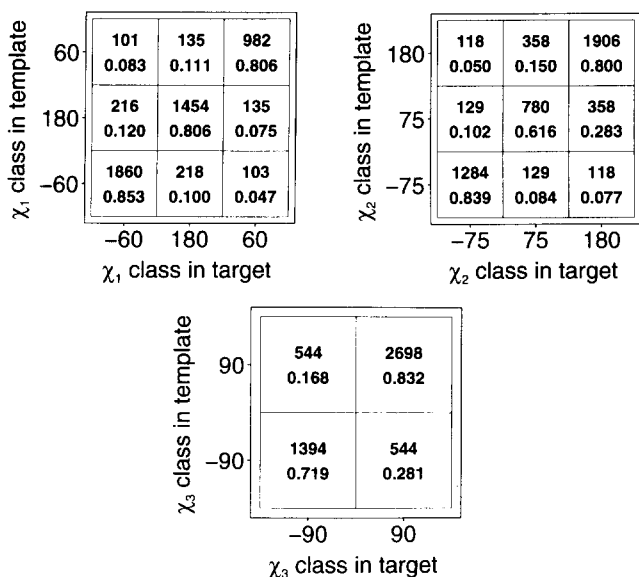 60 101 135 982
0.083 0.111 0.806
180 216 1454 135
0.120 0.806 0.075
−60 1860 218 103
0.853 0.100 0.047
χ1 class in template
−60 180 60
χ1 class in target
180 118 358 1906
0.050 0.150 0.800
75 129 780 358
0.102 0.616 0.283
−75 1284 129 118
0.839 0.084 0.077
χ2 class in template
−75 75 180
χ2 class in target
90 544 2698
0.168 0.832
−90 1394 544
0.719 0.281
χ3 class in template
−90 90
χ3 class in target